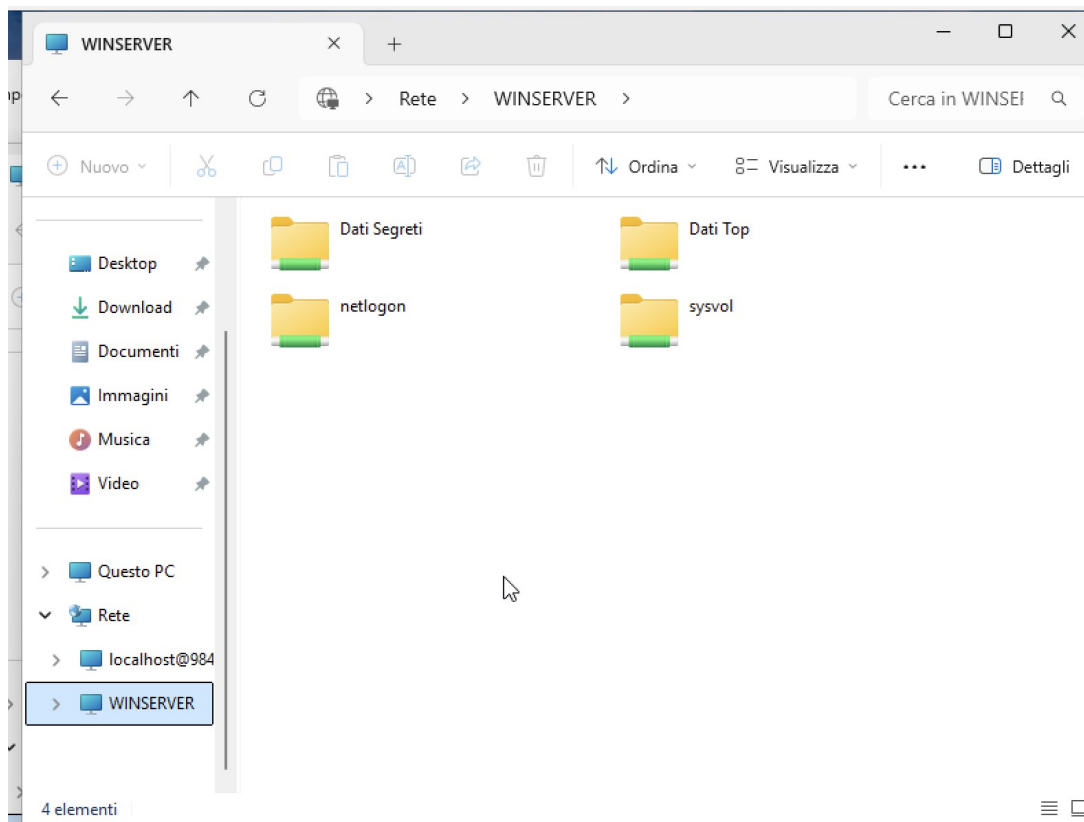 WINSERVER
Rete > WINSERVER >
Cerca in WINSEI
Nuovo
Ordina
Visualizza
Dettagli
Desktop
Download
Documenti
Immagini
Musica
Video
Questo PC
Rete
localhost@984
WINSERVER
Dati Segreti
Dati Top
netlogon
sysvol
4 elementi